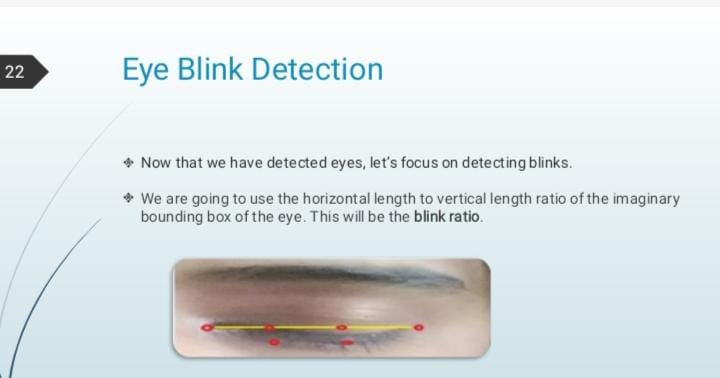 22
Eye Blink Detection
❖ Now that we have detected eyes, let's focus on detecting blinks.
❖ We are going to use the horizontal length to vertical length ratio of the imaginary
bounding box of the eye. This will be the blink ratio.